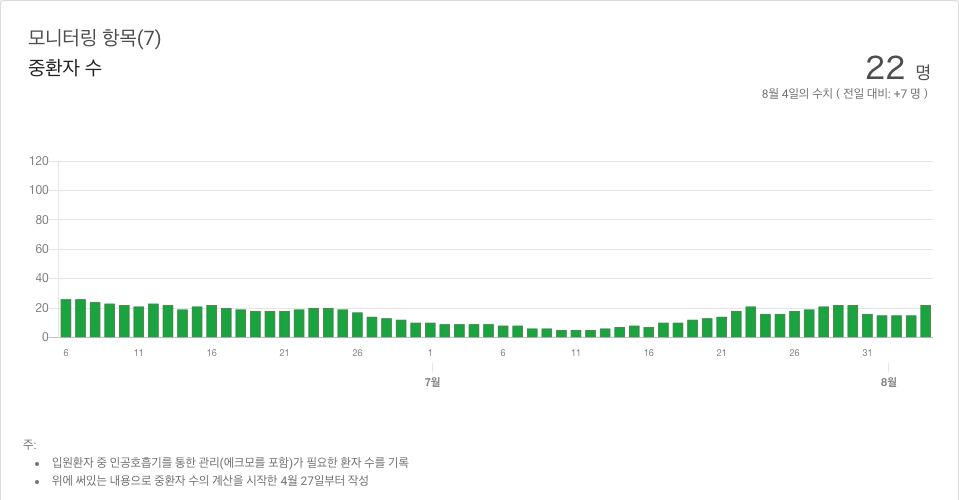 모니터링 항목(7)
중환자 수
22 명
8월 4일의 수치 ( 전일 대비: +7 명 )
120
100
80
60
40
20
0
6 11 16 21 26 1 6 11 16 21 26 31
7월 8월
주:
• 입원환자 중 인공호흡기를 통한 관리(에크모를 포함)가 필요한 환자 수를 기록
• 위에 써있는 내용으로 중환자 수의 계산을 시작한 4월 27일부터 작성